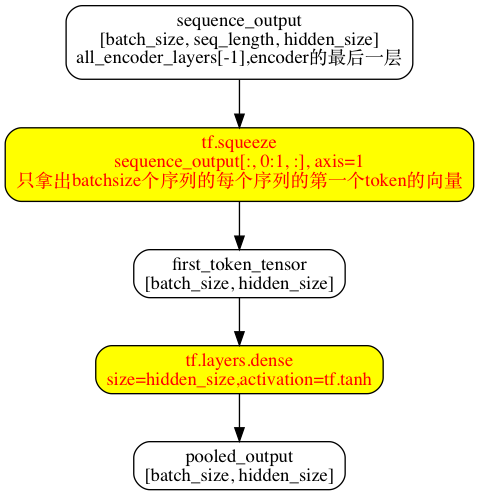 sequence_output
[batch_size, seq_length, hidden_size]
all_encoder_layers[-1],encoder的最后一层
tf.squeeze
sequence_output[:, 0:1, :], axis=1
只拿出batchsize个序列的每个序列的第一个token的向量
first_token_tensor
[batch_size, hidden_size]
tf.layers.dense
size=hidden_size,activation=tf.tanh
pooled_output
[batch_size, hidden_size]